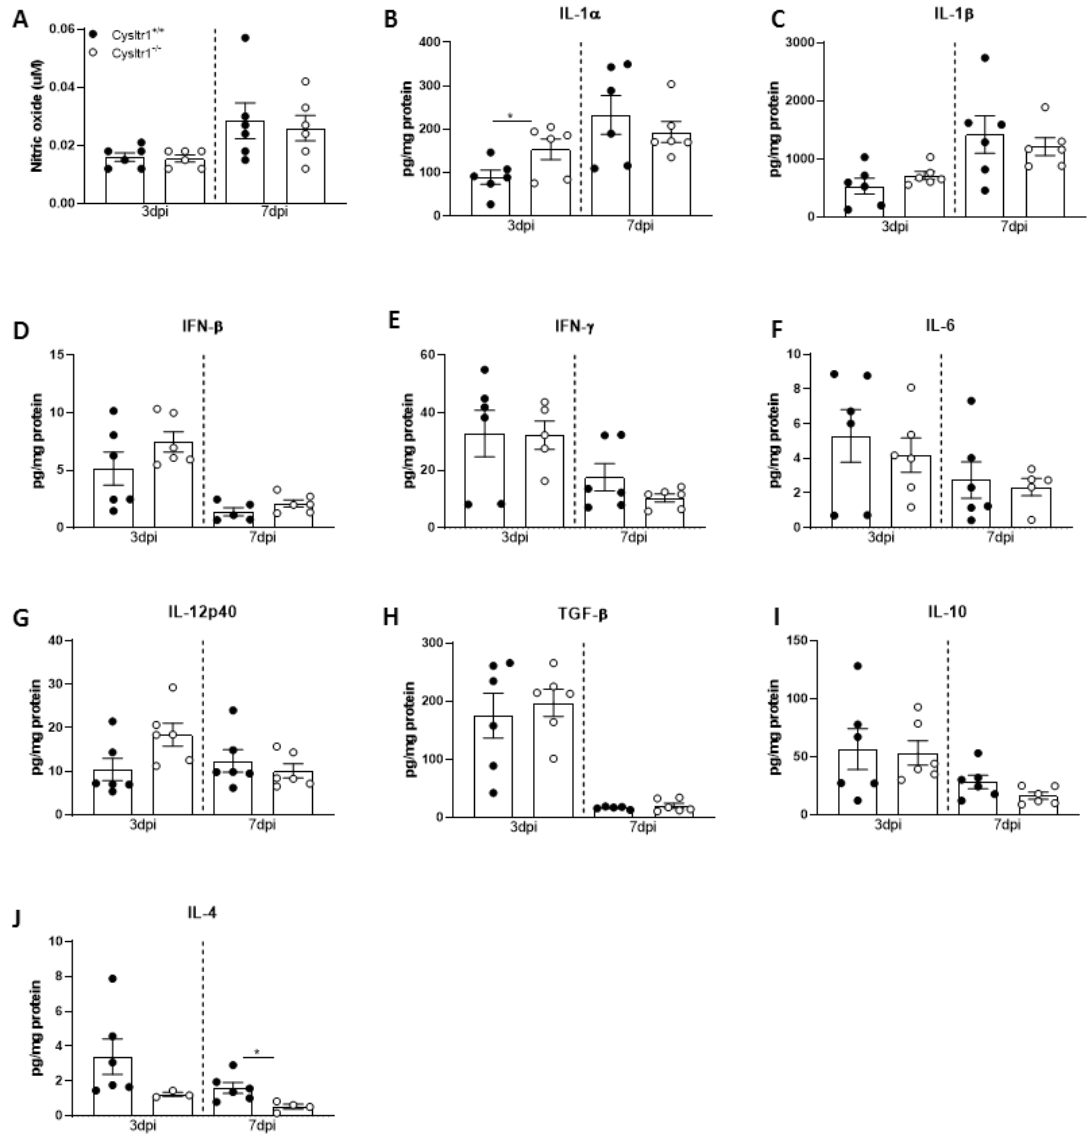 A
Nitric oxide (uM)
0.06
0.04
0.02
0.00
Cysltr1+/+
Cysltr1-/-
3dpi
7dpi
B
IL-1α
pg/mg protein
400
300
200
100
0
*
3dpi
7dpi
C
IL-1β
pg/mg protein
3000
2000
1000
0
3dpi
7dpi
D
IFN-β
pg/mg protein
15
10
5
0
3dpi
7dpi
E
IFN-γ
pg/mg protein
60
40
20
0
3dpi
7dpi
F
IL-6
pg/mg protein
10
8
6
4
2
0
3dpi
7dpi
G
IL-12p40
pg/mg protein
40
30
20
10
0
3dpi
7dpi
H
TGF-β
pg/mg protein
300
200
100
0
3dpi
7dpi
I
IL-10
pg/mg protein
150
100
50
0
3dpi
7dpi
J
IL-4
pg/mg protein
10
8
6
4
2
0
*
3dpi
7dpi